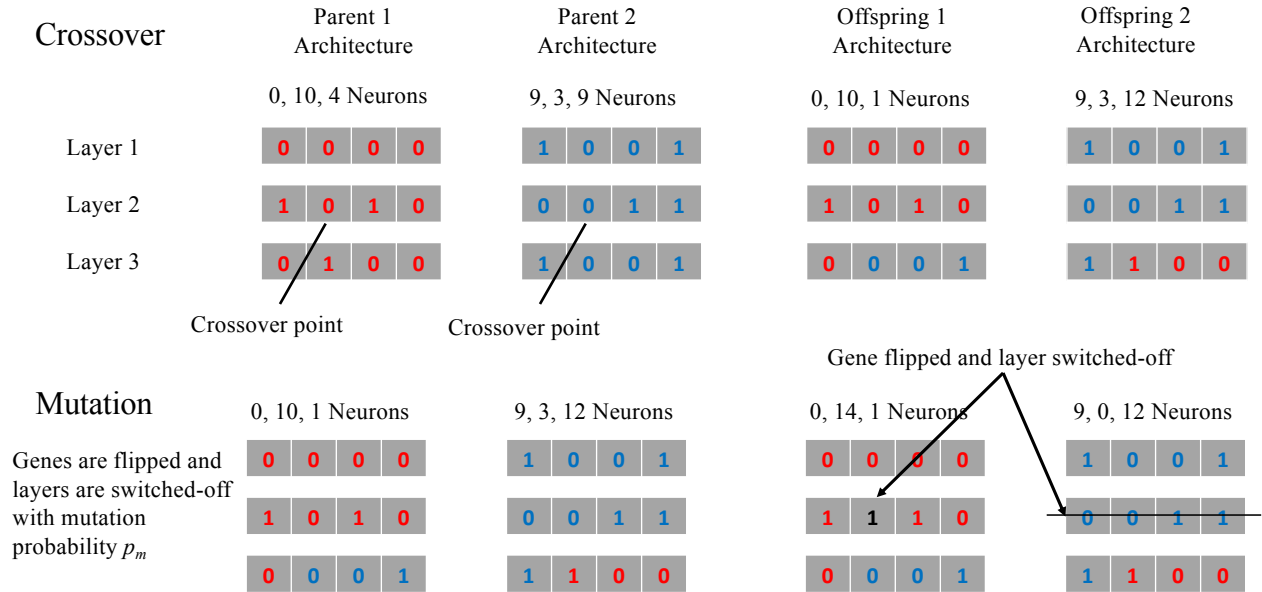 Crossover
Parent 1 Architecture
Parent 2 Architecture
Offspring 1 Architecture
Offspring 2 Architecture
0, 10, 4 Neurons
9, 3, 9 Neurons
0, 10, 1 Neurons
9, 3, 12 Neurons
Layer 1
0 0 0 0
1 0 0 1
0 0 0 0
1 0 0 1
Layer 2
1 0 1 0
0 0 1 1
1 0 1 0
0 0 1 1
Layer 3
0 1 0 0
1 0 0 1
0 0 0 1
1 1 0 0
Crossover point
Crossover point
Gene flipped and layer switched-off
Mutation
0, 10, 1 Neurons
9, 3, 12 Neurons
0, 14, 1 Neurons
9, 0, 12 Neurons
Genes are flipped and
layers are switched-off
with mutation
probability pm
0 0 0 0
1 0 0 1
0 0 0 0
1 0 0 1
1 0 1 0
0 0 1 1
1 1 1 0
0 0 1 1
0 0 0 1
1 1 0 0
0 0 0 1
1 1 0 0